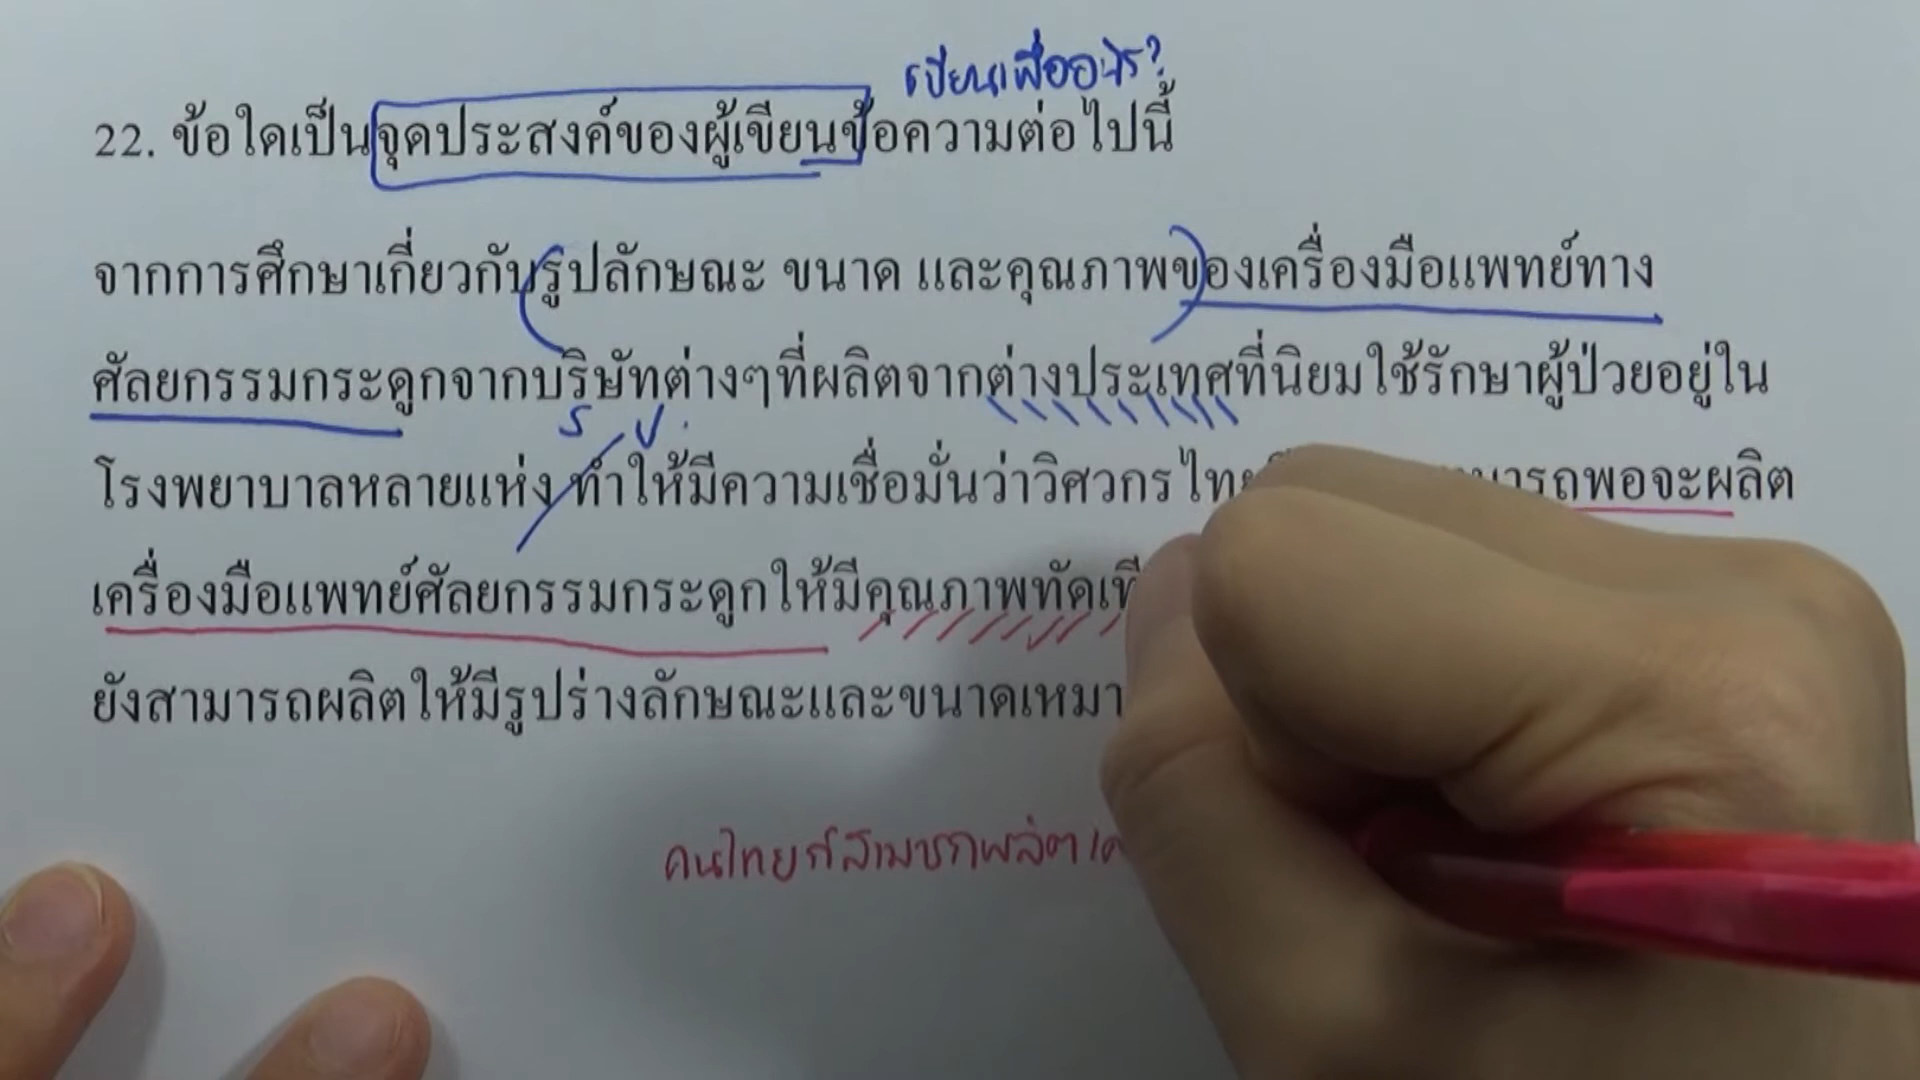 เขียนเพื่ออะไร?
22. ข้อใดเป็นจุดประสงค์ของผู้เขียนข้อความต่อไปนี้
จากการศึกษาเกี่ยวกับรูปลักษณะ ขนาด และคุณภาพของเครื่องมือแพทย์ทาง
ศัลยกรรมกระดูกจากบริษัทต่างๆที่ผลิตจากต่างประเทศที่นิยมใช้รักษาผู้ป่วยอยู่ใน
โรงพยาบาลหลายแห่ง ทำให้มีความเชื่อมั่นว่าวิศวกรไทย พอจะผลิต
เครื่องมือแพทย์ศัลยกรรมกระดูกให้มีคุณภาพ
ยังสามารถผลิตให้มีรูปร่างลักษณะและขนาด
คนไทยก็สามารถผลิต